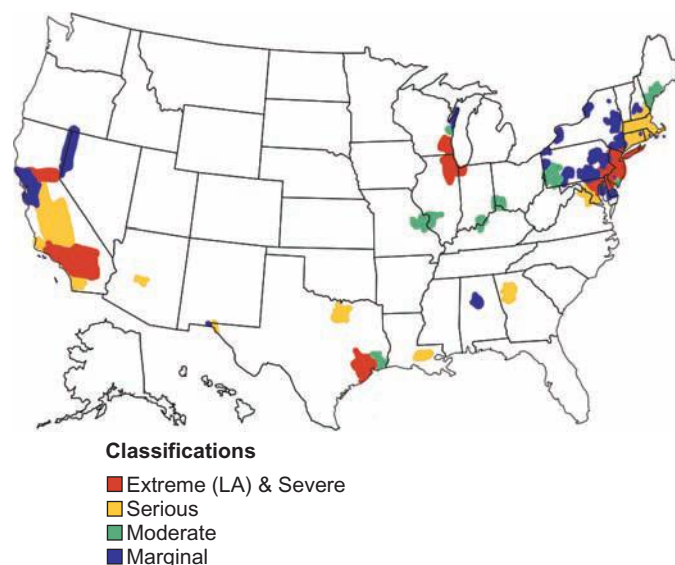 Classifications
Extreme (LA) & Severe
Serious
Moderate
Marginal